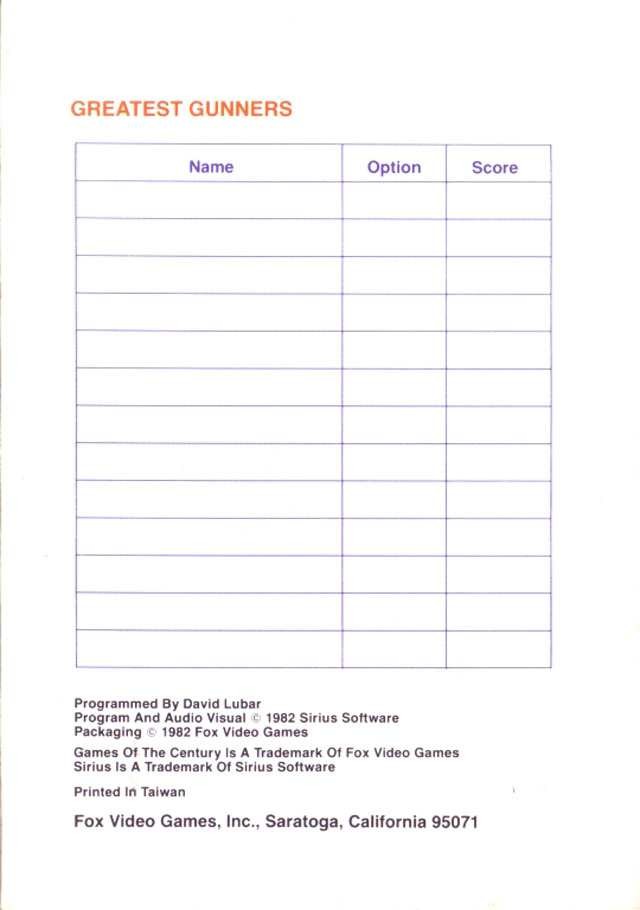 GREATEST GUNNERS
Name Option Score
Programmed By David Lubar
Program And Audio Visual © 1982 Sirius Software
Packaging © 1982 Fox Video Games
Games Of The Century Is A Trademark Of Fox Video Games
Sirius Is A Trademark Of Sirius Software
Printed In Taiwan
Fox Video Games, Inc., Saratoga, California 95071